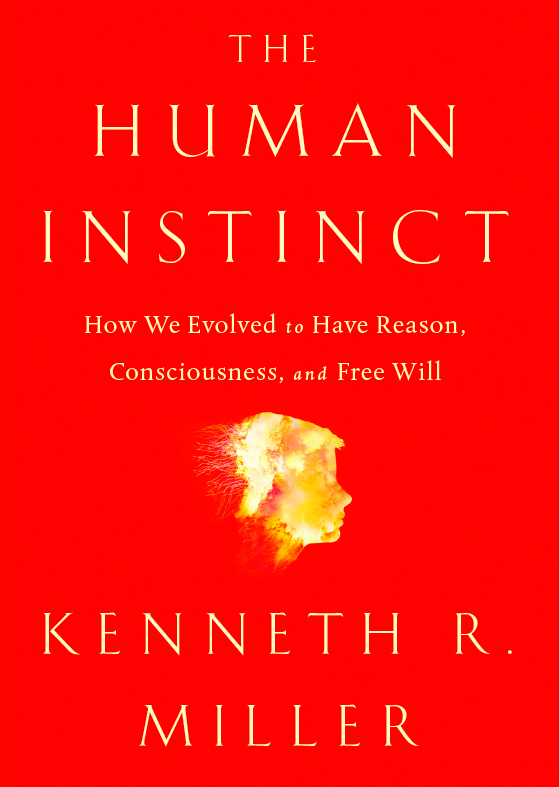 THE
HUMAN
INSTINCT
How We Evolved to Have Reason,
Consciousness, and Free Will
KENNETH R.
MILLER